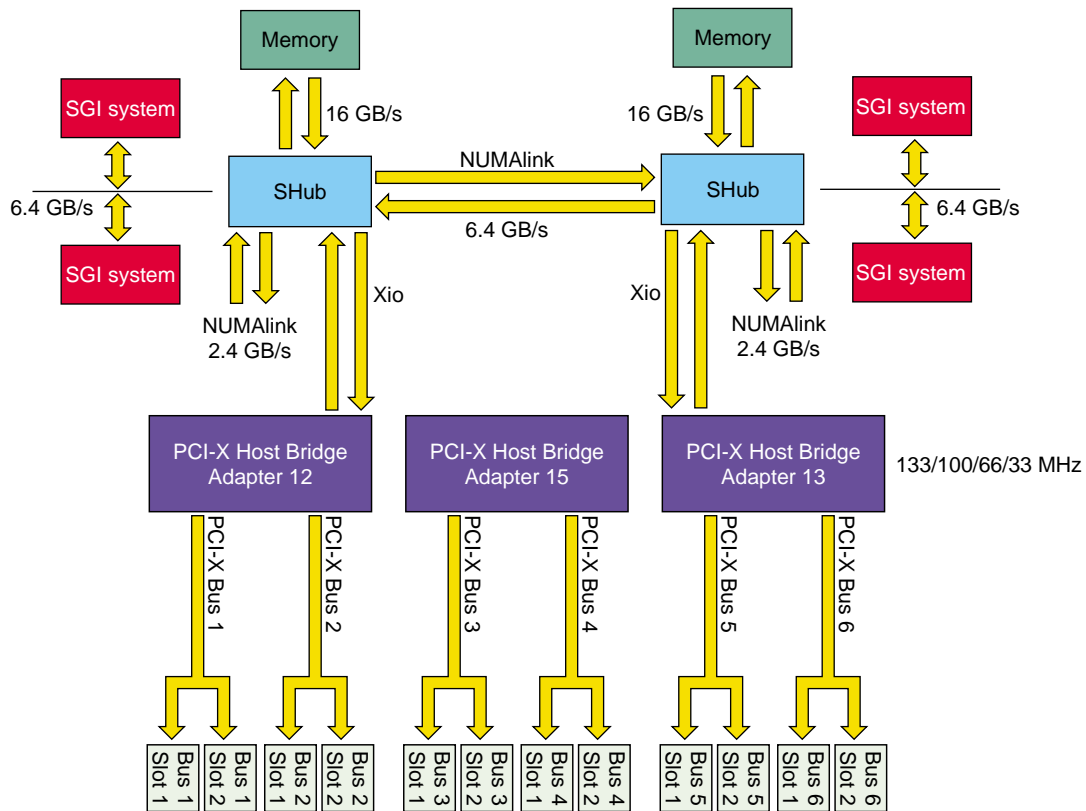 Memory
Memory
SGI system
16 GB/s
16 GB/s
SGI system
NUMAlink
SHub
SHub
6.4 GB/s
6.4 GB/s
6.4 GB/s
SGI system
SGI system
Xio
Xio
NUMAlink
2.4 GB/s
NUMAlink
2.4 GB/s
PCI-X Host Bridge
Adapter 12
PCI-X Host Bridge
Adapter 15
PCI-X Host Bridge
Adapter 13
133/100/66/33 MHz
PCI-X Bus 1
PCI-X Bus 2
PCI-X Bus 3
PCI-X Bus 4
PCI-X Bus 5
PCI-X Bus 6
Bus 1
Slot 1
Bus 1
Slot 2
Bus 2
Slot 1
Bus 2
Slot 2
Bus 3
Slot 1
Bus 3
Slot 2
Bus 4
Slot 1
Bus 4
Slot 2
Bus 5
Slot 1
Bus 5
Slot 2
Bus 6
Slot 1
Bus 6
Slot 2